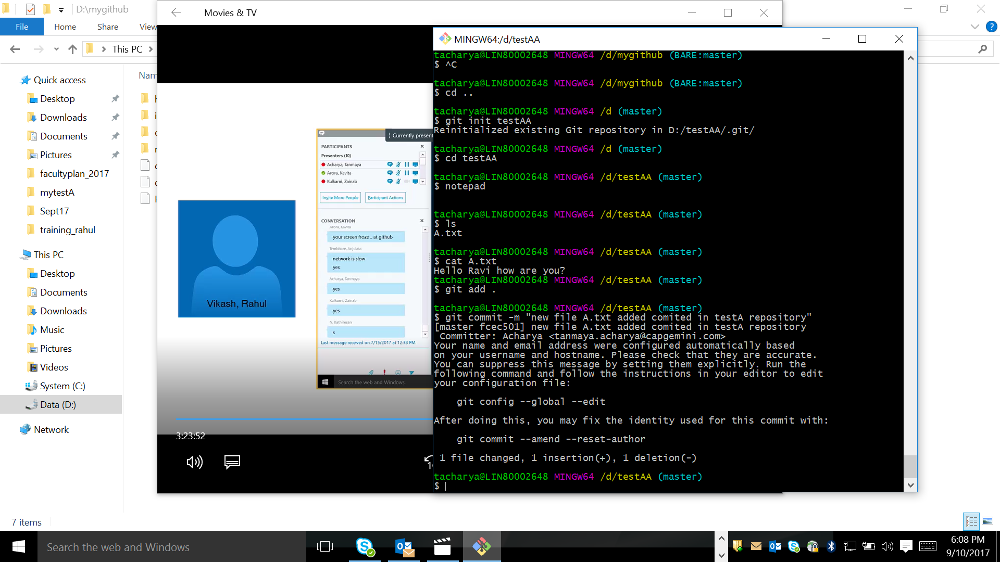 D:\mygithub
File
Home
Share
View
This PC
Quick access
Desktop
Downloads
Documents
Pictures
facultyplan_2017
mytestA
Sept17
training_rahul
This PC
Desktop
Documents
Downloads
Music
Pictures
Videos
System (C:)
Data (D:)
Network
7 items
Movies & TV
Vikash, Rahul
3:23:52
PARTICIPANTS
Presenters (10)
Acharya, Tanmaya
Arora, Kavita
Kulkarni, Zainab
Invite More People
Participant Actions
CONVERSATION
Arora, Kavita
your screen froze .. at github
Tembhare, Anjulata
network is slow
yes
Acharya, Tanmaya
yes
Kulkarni, Zainab
yes
N, Kathiresan
s
Last message received on 7/15/2017 at 12:38 PM.
Search the web and Windows
MINGW64:/d/testAA
tacharya@LIN80002648 MINGW64 /d/mygithub (BARE:master)
$ ^C
tacharya@LIN80002648 MINGW64 /d/mygithub (BARE:master)
$ cd ..
tacharya@LIN80002648 MINGW64 /d (master)
$ git init testAA
Reinitialized existing Git repository in D:/testAA/.git/
tacharya@LIN80002648 MINGW64 /d (master)
$ cd testAA
tacharya@LIN80002648 MINGW64 /d/testAA (master)
$ notepad
tacharya@LIN80002648 MINGW64 /d/testAA (master)
$ ls
A.txt
tacharya@LIN80002648 MINGW64 /d/testAA (master)
$ cat A.txt
Hello Ravi how are you?
tacharya@LIN80002648 MINGW64 /d/testAA (master)
$ git add .
tacharya@LIN80002648 MINGW64 /d/testAA (master)
$ git commit -m "new file A.txt added comited in testA repository"
[master fcec501] new file A.txt added comited in testA repository
Committer: Acharya <tanmaya.acharya@capgemini.com>
Your name and email address were configured automatically based
on your username and hostname. Please check that they are accurate.
You can suppress this message by setting them explicitly. Run the
following command and follow the instructions in your editor to edit
your configuration file:
git config --global --edit
After doing this, you may fix the identity used for this commit with:
git commit --amend --reset-author
1 file changed, 1 insertion(+), 1 deletion(-)
tacharya@LIN80002648 MINGW64 /d/testAA (master)
$
Search the web and Windows
6:08 PM
9/10/2017